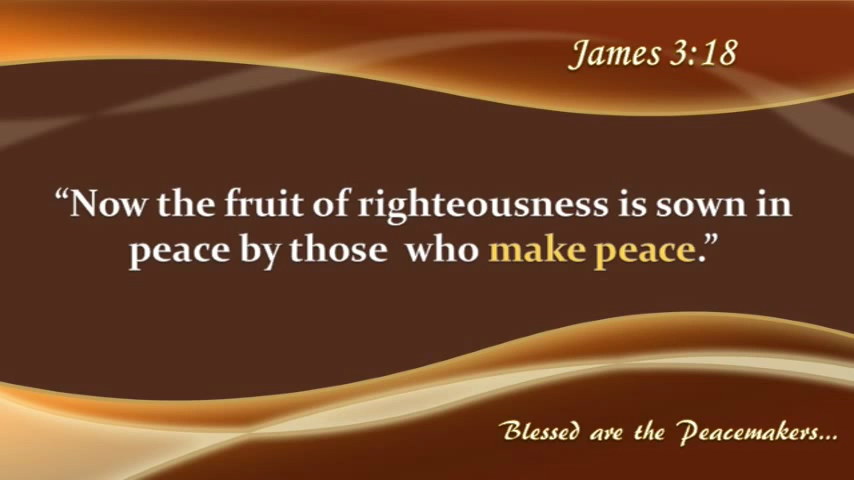 James 3:18
“Now the fruit of righteousness is sown in
peace by those  who make peace.”
Blessed are the Peacemakers...